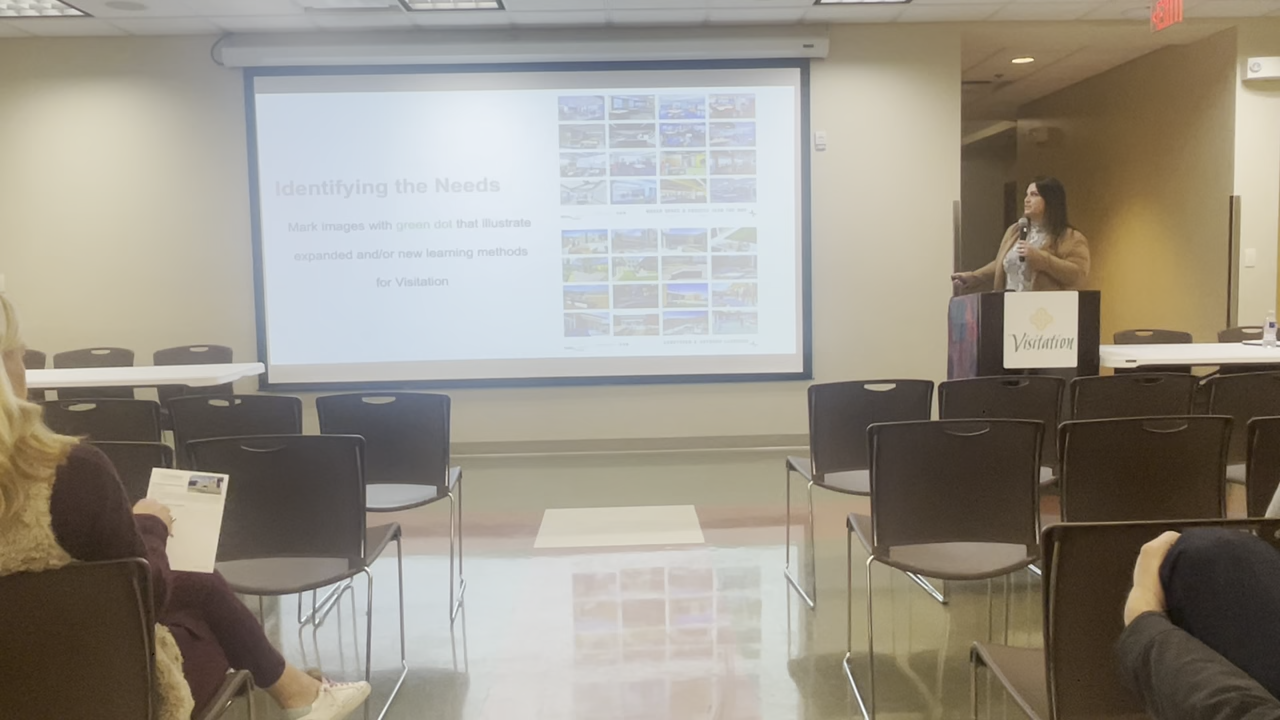 EXIT
Identifying the Needs
Mark images with green dot that illustrate
expanded and/or new learning methods
for Visitation
Visitation